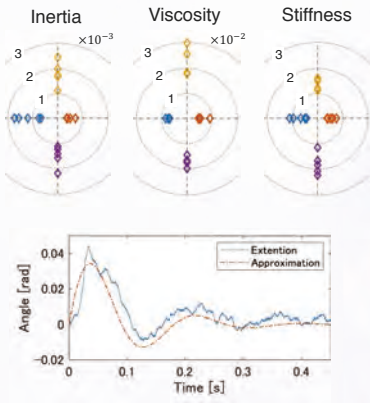 Inertia Viscosity Stiffness
×10⁻³ ×10⁻²
3 3 3
2 2 2
1 1 1
Extention
Approximation
Angle [rad]
0.04
0.02
0
-0.02
0 0.1 0.2 0.3 0.4
Time [s]